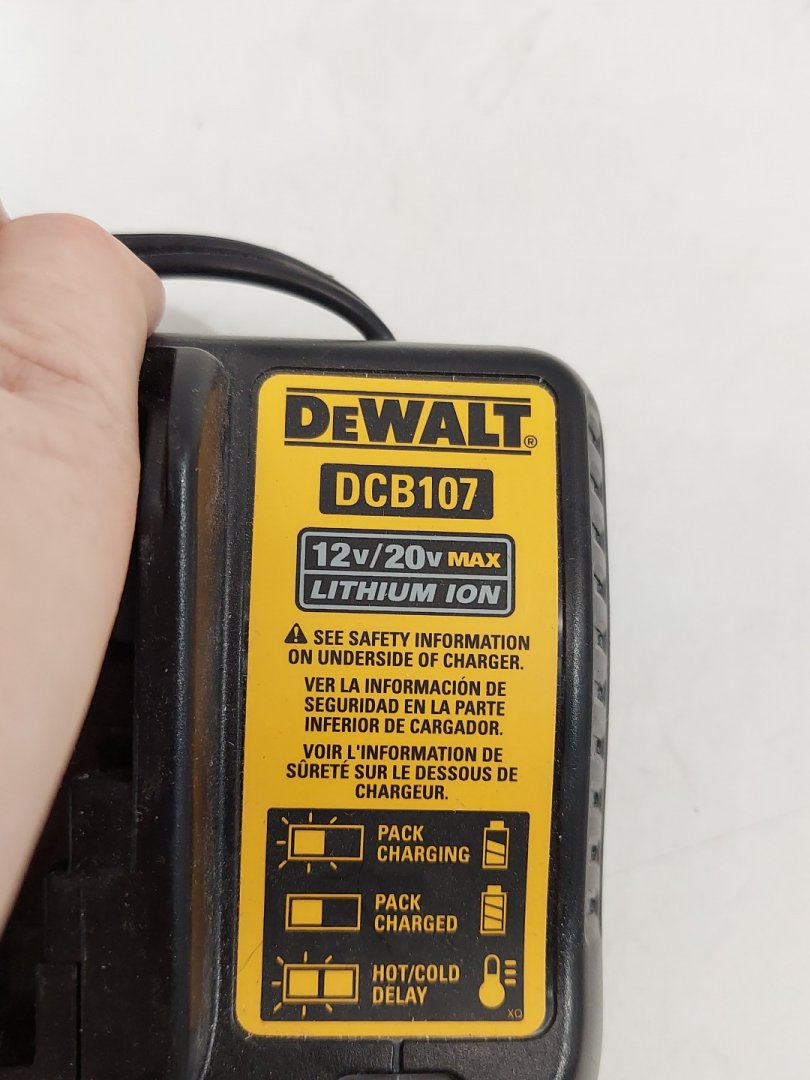 DEWALT®
DCB107
12V/20V MAX
LITHIUM ION
SEE SAFETY INFORMATION
ON UNDERSIDE OF CHARGER.
VER LA INFORMACIÓN DE
SEGURIDAD EN LA PARTE
INFERIOR DE CARGADOR.
VOIR L'INFORMATION DE
SÛRETÉ SUR LE DESSOUS DE
CHARGEUR.
PACK
CHARGING
PACK
CHARGED
HOT/COLD
DELAY
XO